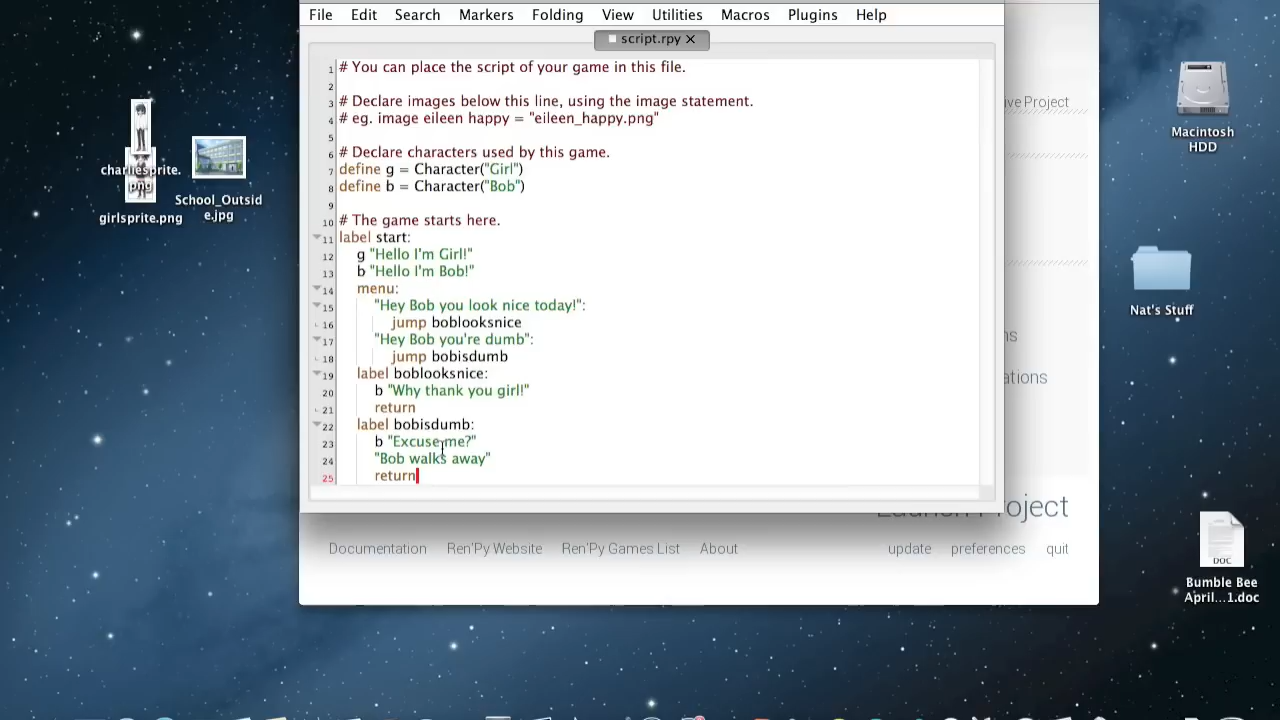 File Edit Search Markers Folding View Utilities Macros Plugins Help
script.rpy
1 # You can place the script of your game in this file.
2
3 # Declare images below this line, using the image statement.
4 # eg. image eileen happy = "eileen_happy.png"
5
6 # Declare characters used by this game.
7 define g = Character("Girl")
8 define b = Character("Bob")
9
10 # The game starts here.
11 label start:
12 g "Hello I'm Girl!"
13 b "Hello I'm Bob!"
14 menu:
15 "Hey Bob you look nice today!":
16 jump boblooksnice
17 "Hey Bob you're dumb":
18 jump bobisdumb
19 label boblooksnice:
20 b "Why thank you girl!"
21 return
22 label bobisdumb:
23 b "Excuse me?"
24 "Bob walks away"
25 return
Project
Documentation Ren'Py Website Ren'Py Games List About update preferences quit
charliesprite.
png
girlsprite.png
School_Outsid
e.jpg
Macintosh
HDD
Nat's Stuff
DOC
Bumble Bee
April...1.doc